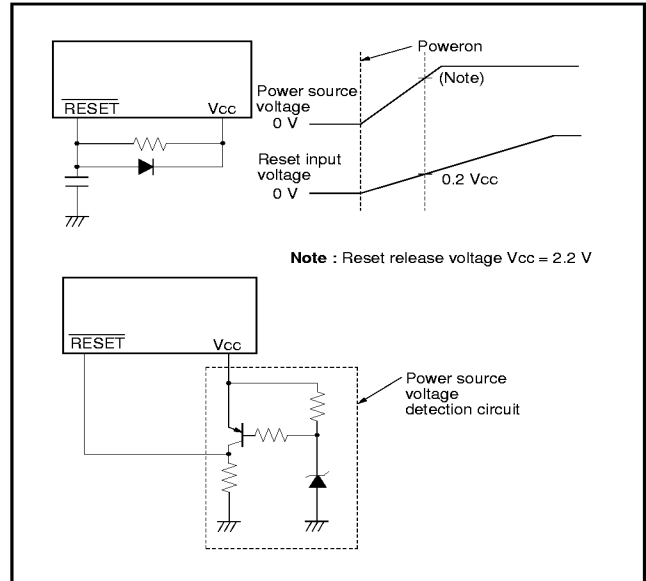 RESET Vcc
Poweron
(Note)
Power source
voltage
0 V
Reset input
voltage
0 V
0.2 Vcc
Note : Reset release voltage Vcc = 2.2 V
RESET Vcc
Power source
voltage
detection circuit